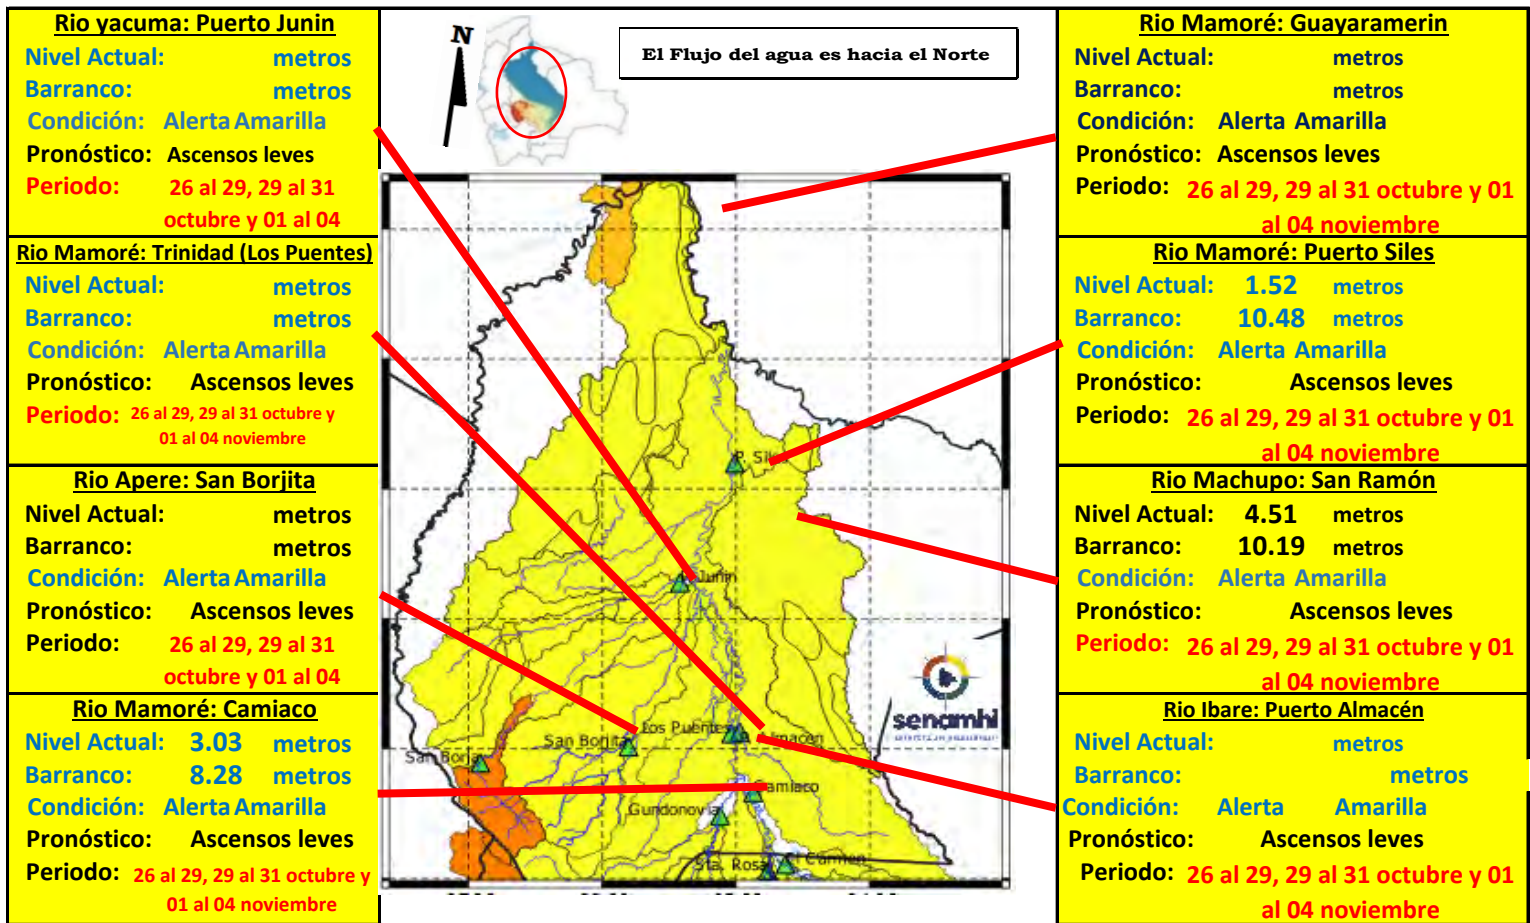 Rio yacuma: Puerto Junin
Nivel Actual: metros
Barranco: metros
Condición: Alerta Amarilla
Pronóstico: Ascensos leves
Periodo: 26 al 29, 29 al 31
octubre y 01 al 04
Rio Mamoré: Trinidad (Los Puentes)
Nivel Actual: metros
Barranco: metros
Condición: Alerta Amarilla
Pronóstico: Ascensos leves
Periodo: 26 al 29, 29 al 31 octubre y
01 al 04 noviembre
Rio Apere: San Borjita
Nivel Actual: metros
Barranco: metros
Condición: Alerta Amarilla
Pronóstico: Ascensos leves
Periodo: 26 al 29, 29 al 31
octubre y 01 al 04
Rio Mamoré: Camiaco
Nivel Actual: 3.03 metros
Barranco: 8.28 metros
Condición: Alerta Amarilla
Pronóstico: Ascensos leves
Periodo: 26 al 29, 29 al 31 octubre y
01 al 04 noviembre
N
El Flujo del agua es hacia el Norte
P. Siles
Junin
Los Puentes
P. Almacen
San Borjita
San Borja
Camiaco
Gundonovia
Sta. Rosa
El Carmen
senamhi
Rio Mamoré: Guayaramerin
Nivel Actual: metros
Barranco: metros
Condición: Alerta Amarilla
Pronóstico: Ascensos leves
Periodo: 26 al 29, 29 al 31 octubre y 01
al 04 noviembre
Rio Mamoré: Puerto Siles
Nivel Actual: 1.52 metros
Barranco: 10.48 metros
Condición: Alerta Amarilla
Pronóstico: Ascensos leves
Periodo: 26 al 29, 29 al 31 octubre y 01
al 04 noviembre
Rio Machupo: San Ramón
Nivel Actual: 4.51 metros
Barranco: 10.19 metros
Condición: Alerta Amarilla
Pronóstico: Ascensos leves
Periodo: 26 al 29, 29 al 31 octubre y 01
al 04 noviembre
Rio Ibare: Puerto Almacén
Nivel Actual: metros
Barranco: metros
Condición: Alerta Amarilla
Pronóstico: Ascensos leves
Periodo: 26 al 29, 29 al 31 octubre y 01
al 04 noviembre